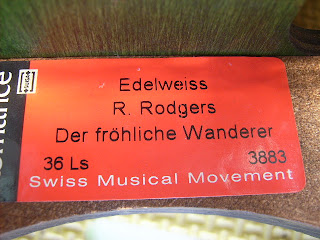 Edelweiss
R. Rodgers
Der fröhliche Wanderer
36 Ls 3883
Swiss Musical Movement